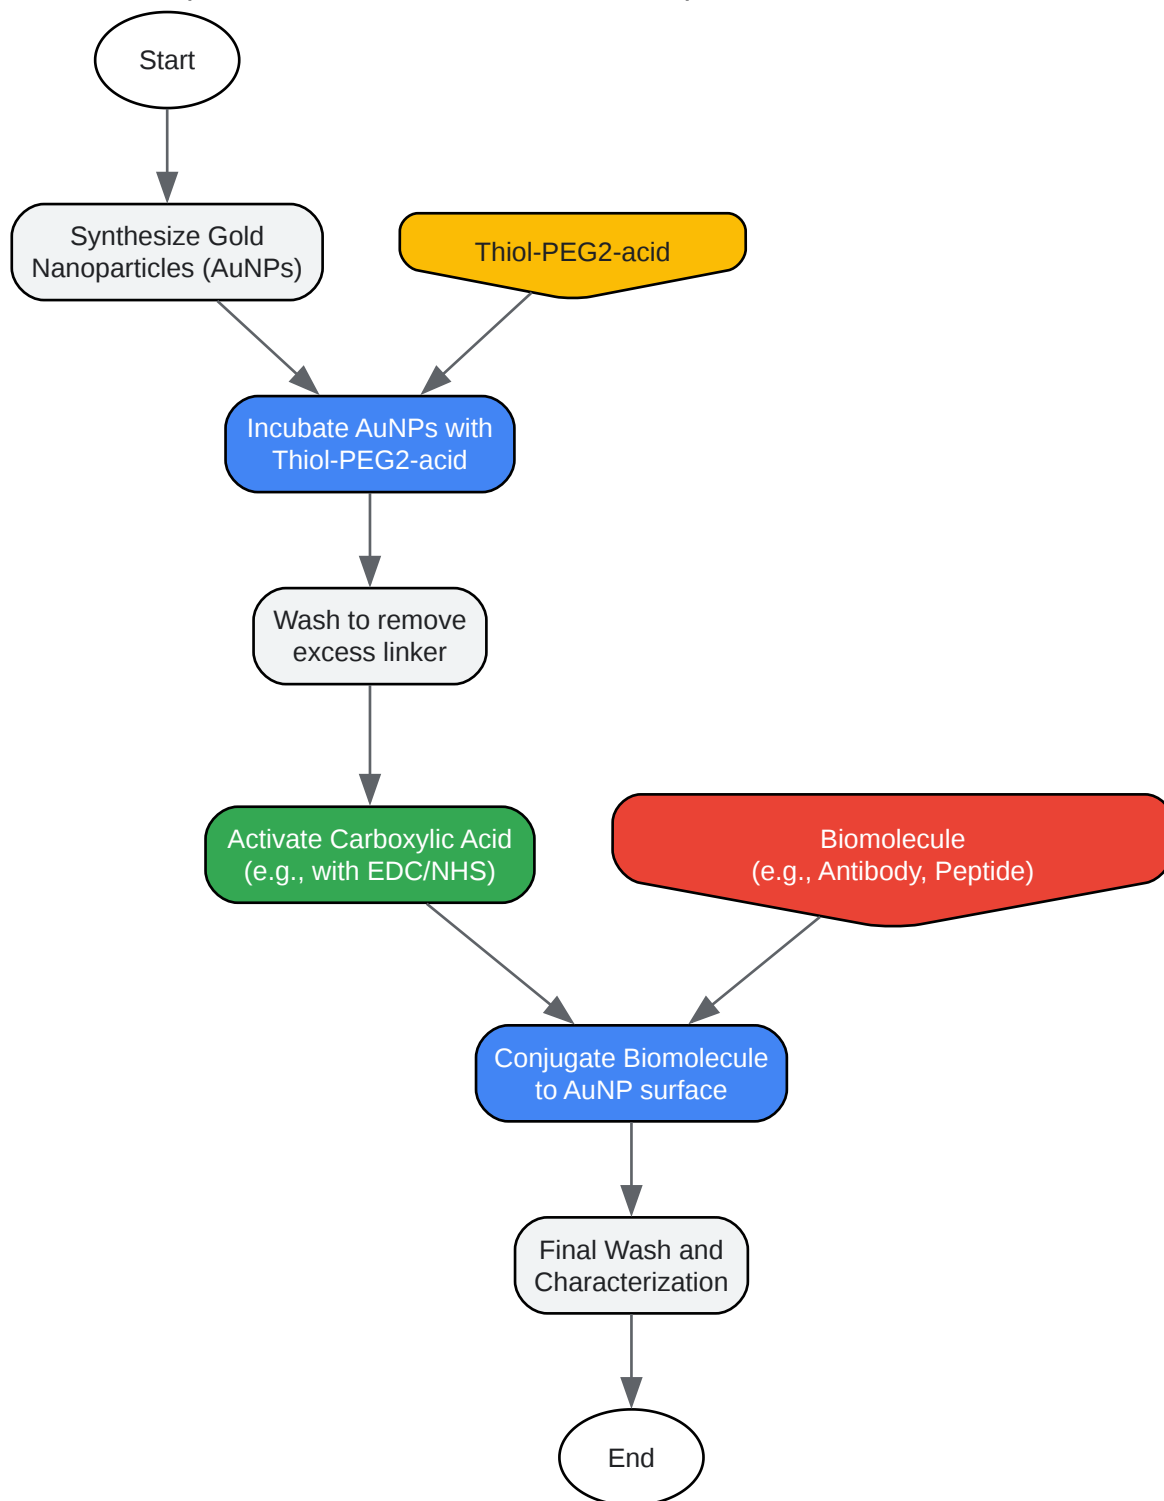 Start
Synthesize Gold
Nanoparticles (AuNPs)
Thiol-PEG2-acid
Incubate AuNPs with
Thiol-PEG2-acid
Wash to remove
excess linker
Activate Carboxylic Acid
(e.g., with EDC/NHS)
Biomolecule
(e.g., Antibody, Peptide)
Conjugate Biomolecule
to AuNP surface
Final Wash and
Characterization
End